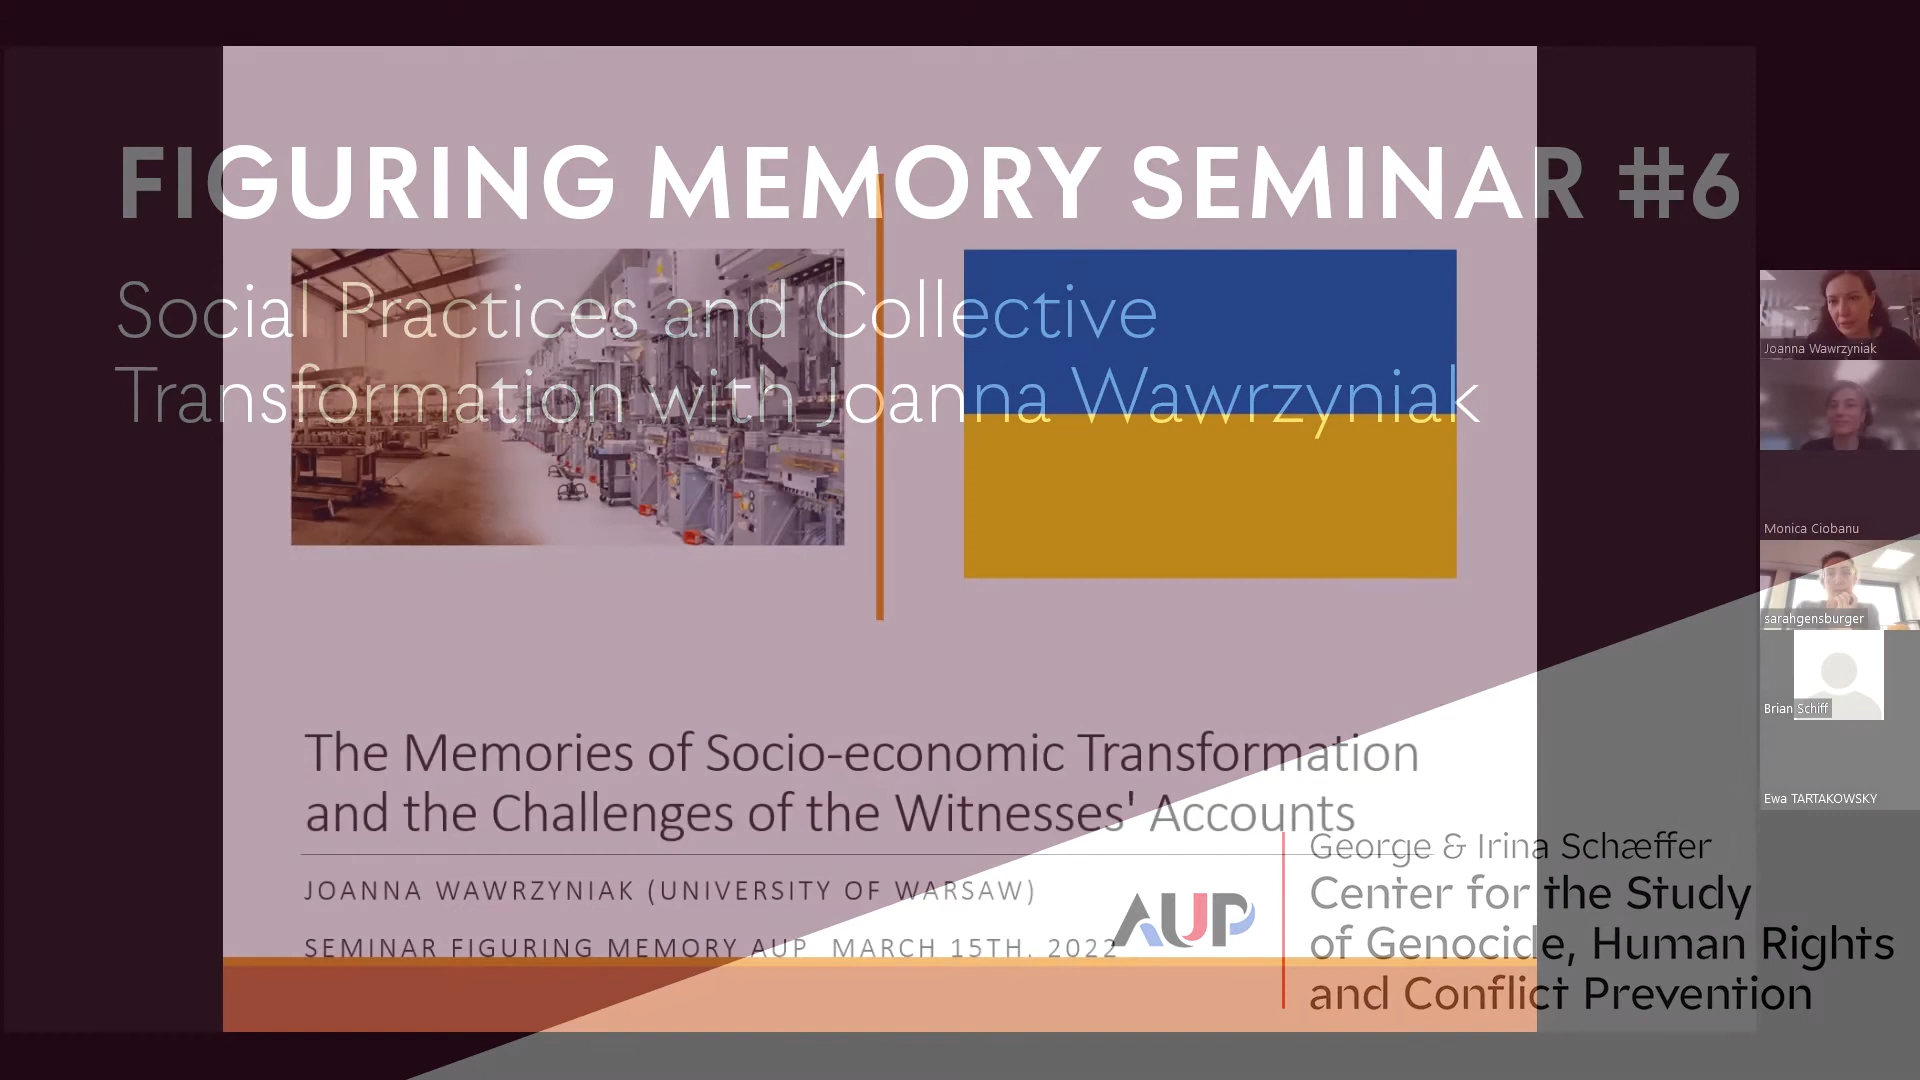 FIGURING MEMORY SEMINAR #6
Social Practices and Collective
Transformation with Joanna Wawrzyniak
Joanna Wawrzyniak
Monica Ciobanu
sarahgensburger
Brian Schiff
Ewa TARTAKOWSKY
The Memories of Socio-economic Transformation
and the Challenges of the Witnesses' Accounts
JOANNA WAWRZYNIAK (UNIVERSITY OF WARSAW)
SEMINAR FIGURING MEMORY AUP MARCH 15TH, 2022
AUP
George & Irina Schæffer
Center for the Study
of Genocide, Human Rights
and Conflict Prevention